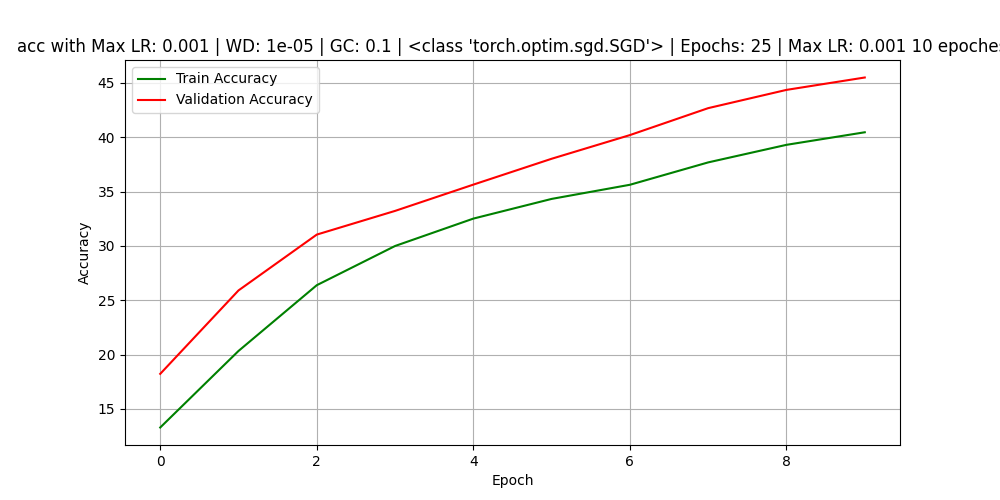 acc with Max LR: 0.001 | WD: 1e-05 | GC: 0.1 | <class 'torch.optim.sgd.SGD'> | Epochs: 25 | Max LR: 0.001 10 epoches
Train Accuracy
Validation Accuracy
45
40
35
30
25
20
15
Accuracy
0 2 4 6 8
Epoch